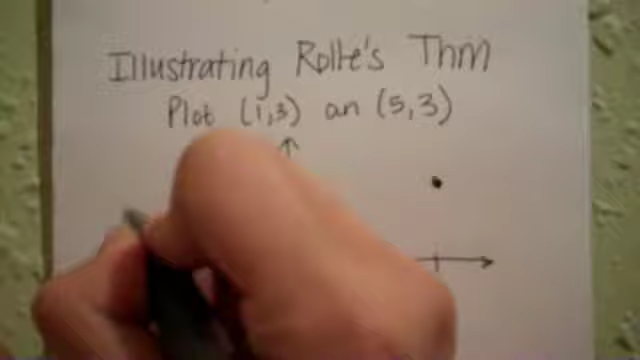 Illustrating Rolle's Thm
Plot (1,3) an (5,3)